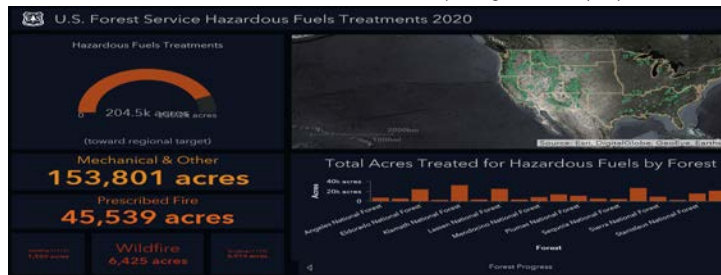 U.S. Forest Service Hazardous Fuels Treatments 2020
Hazardous Fuels Treatments
204.5k acres
0
acres
(toward regional target)
Mechanical & Other
153,801 acres
Prescribed Fire
45,539 acres
Wildfire
6,425 acres
Source: Esri, DigitalGlobe, GeoEye, Earths
Total Acres Treated for Hazardous Fuels by Forest
Acres
40k acres
20k acres
0
Angeles National Forest
Eldorado National Forest
Klamath National Forest
Lassen National Forest
Mendocino National Forest
Plumas National Forest
Sequoia National Forest
Sierra National Forest
Stanislaus National Forest
Forest
Forest Progress